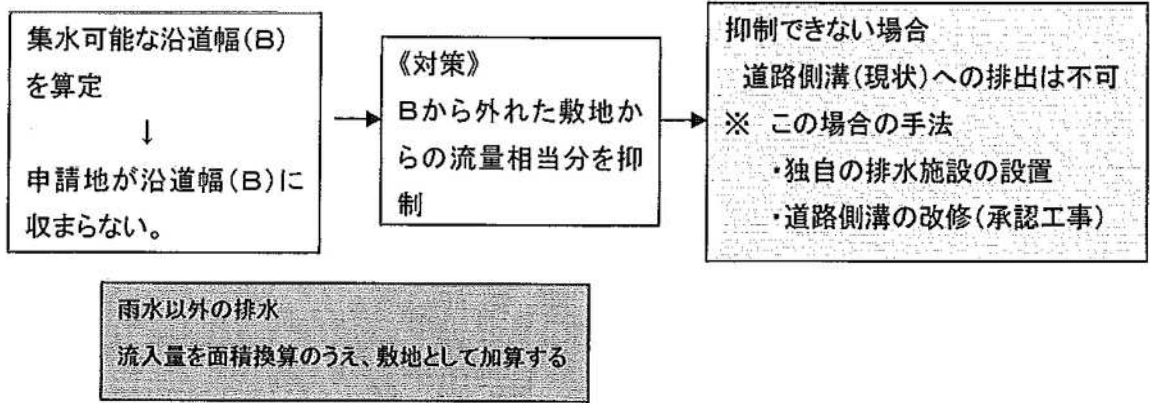 集水可能な沿道幅(B)
を算定
↓
申請地が沿道幅(B)に
収まらない。
《対策》
Bから外れた敷地か
らの流量相当分を抑
制
抑制できない場合
道路側溝(現状)への排出は不可
※ この場合の手法
・独自の排水施設の設置
・道路側溝の改修(承認工事)
雨水以外の排水
流入量を面積換算のうえ、敷地として加算する